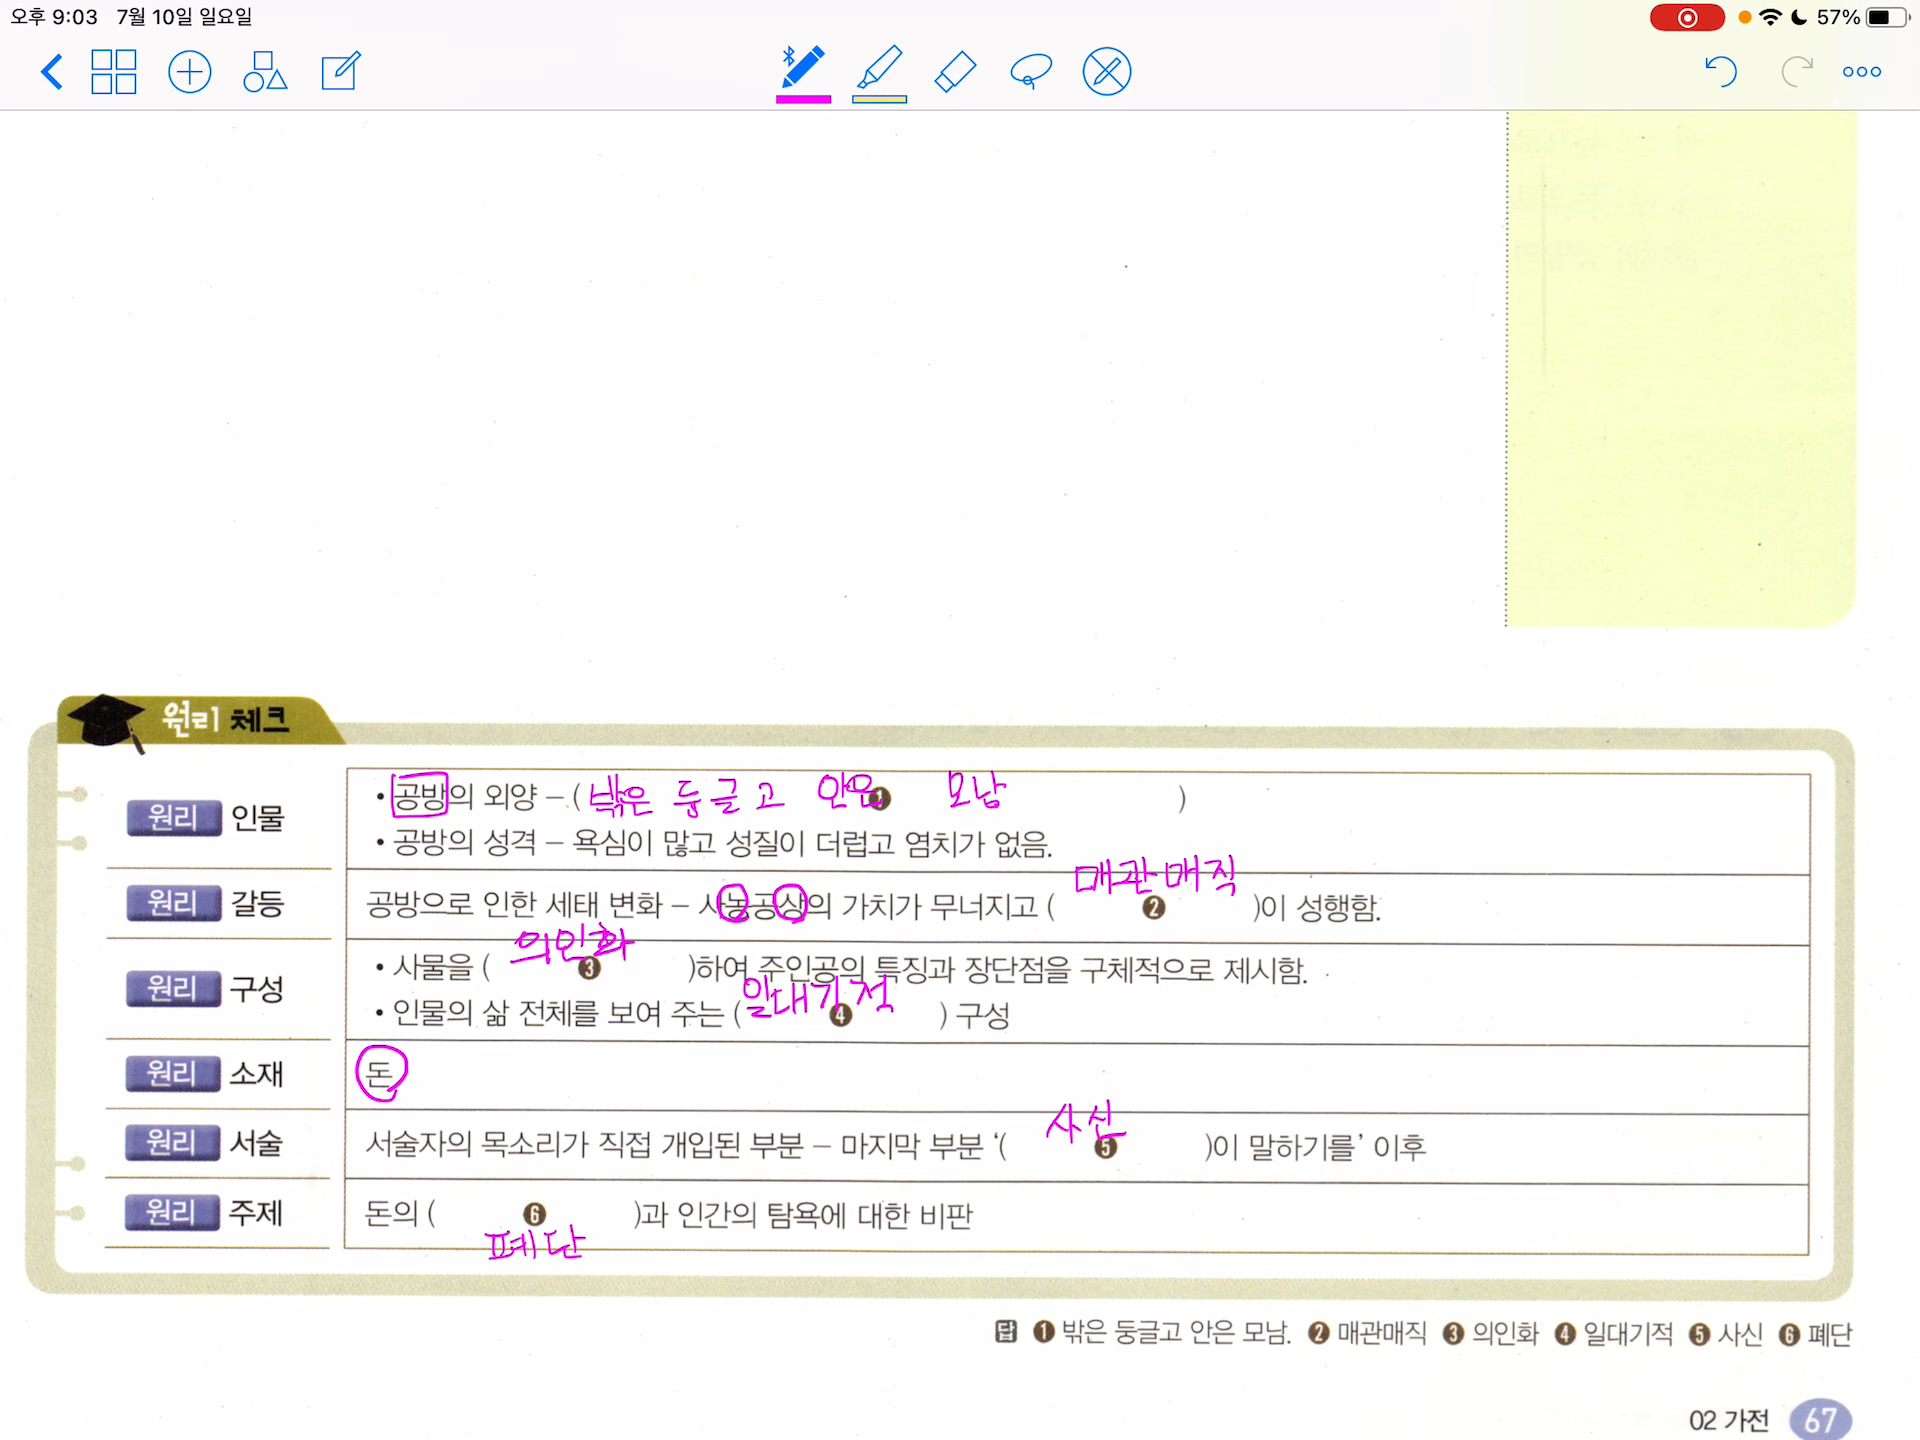 오후 9:03 7월 10일 일요일
57%
원리 체크
원리 인물
• 공방의 외양 – ( 밖은 둥글고 안은 모남 ❶ )
• 공방의 성격 – 욕심이 많고 성질이 더럽고 염치가 없음.
매관매직
원리 갈등
공방으로 인한 세태 변화 – 사농공상의 가치가 무너지고 ( ❷ )이 성행함.
의인화
원리 구성
• 사물을 ( ❸ )하여 주인공의 특징과 장단점을 구체적으로 제시함.
일대기적
• 인물의 삶 전체를 보여 주는 ( ❹ ) 구성
원리 소재
돈
사신
원리 서술
서술자의 목소리가 직접 개입된 부분 – 마지막 부분 ‘( ❺ )이 말하기를’ 이후
원리 주제
돈의 ( ❻ )과 인간의 탐욕에 대한 비판
폐단
답 ❶ 밖은 둥글고 안은 모남. ❷ 매관매직 ❸ 의인화 ❹ 일대기적 ❺ 사신 ❻ 폐단
02 가전 67